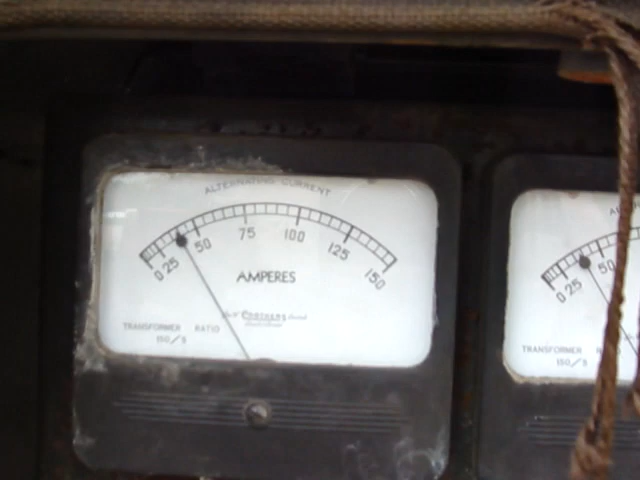 ALTERNATING CURRENT
0 25 50 75 100 125 150
AMPERES
TRANSFORMER RATIO
150/5
0 25 50
TRANSFORMER
150/5